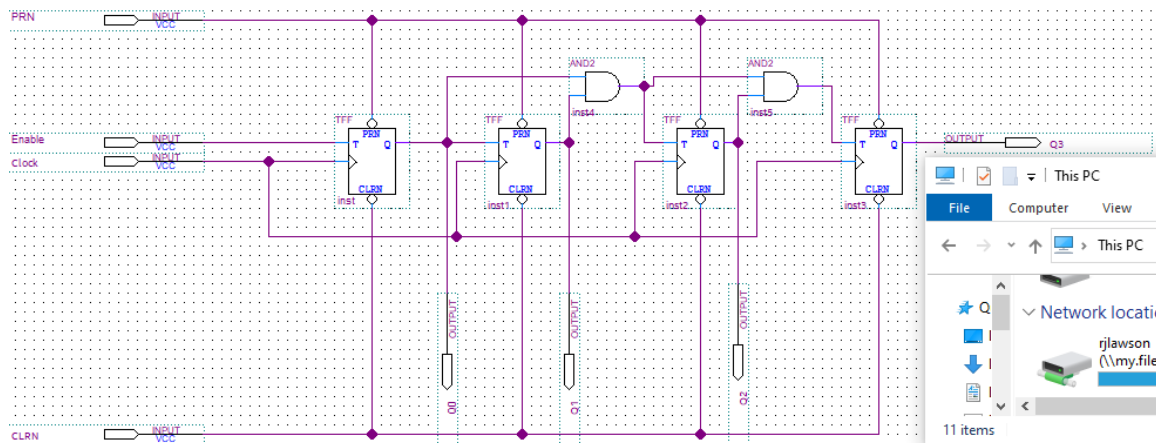 PRN
INPUT
VCC
AND2
AND2
inst4
inst5
Enable
INPUT
VCC
Clock
INPUT
VCC
TFF
PRN
T
Q
CLRN
inst
TFF
PRN
T
Q
CLRN
inst1
TFF
PRN
T
Q
CLRN
inst2
TFF
PRN
T
Q
CLRN
inst3
OUTPUT
Q3
OUTPUT
Q0
OUTPUT
Q1
OUTPUT
Q2
CLRN
INPUT
VCC
This PC
File
Computer
View
This PC
Q
Network locati
rjlawson
(\\my.file
11 items